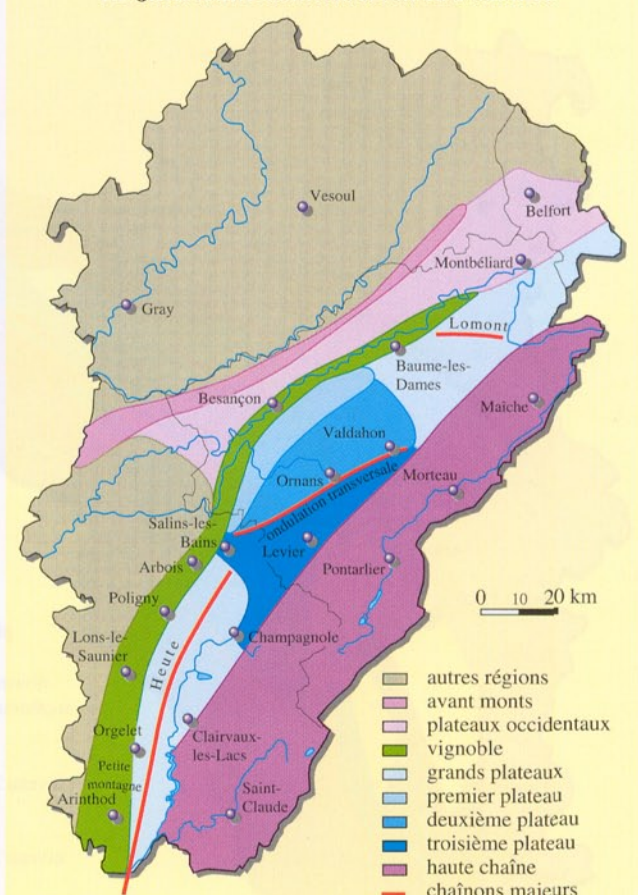 Vesoul
Belfort
Montbéliard
Gray
Lomont
Baume-les-
Dames
Besançon
Maîche
Valdahon
Ornans
Morteau
ondulation transversale
Salins-les-
Bains
Levier
Arbois
Pontarlier
Poligny
0 10 20 km
Lons-le-
Saunier
Heute
Champagnole
autres régions
avant monts
plateaux occidentaux
vignoble
Orgelet
Clairvaux-
les-Lacs
Petite
montagne
grands plateaux
Arinthod
Saint-
Claude
premier plateau
deuxième plateau
troisième plateau
haute chaîne
chaînons majeurs